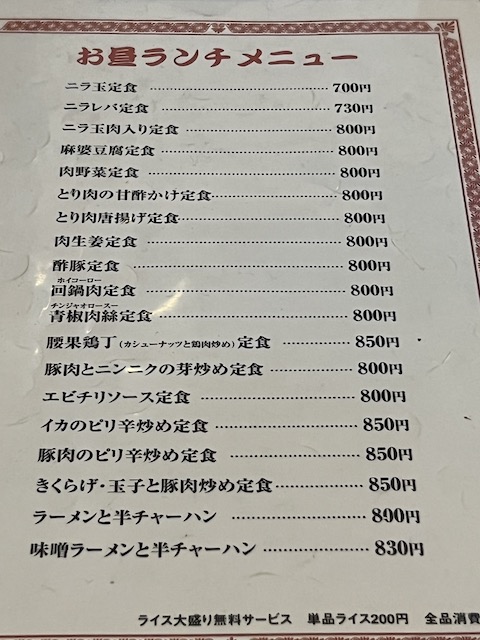 お昼ランチメニュー
ニラ玉定食 ………………………… 700円
ニラレバ定食 ………………………… 730円
ニラ玉肉入り定食 ………………………… 800円
麻婆豆腐定食 ………………………… 800円
肉野菜定食 ………………………… 800円
とり肉の甘酢かけ定食 ………………………… 800円
とり肉唐揚げ定食 ………………………… 800円
肉生姜定食 ………………………… 800円
酢豚定食 ………………………… 800円
ホイコーロー
回鍋肉定食 ………………………… 800円
チンジャオロースー
青椒肉絲定食 ………………………… 800円
腰果鶏丁(カシューナッツと鶏肉炒め)定食 ………… 850円
豚肉とニンニクの芽炒め定食 ………………… 800円
エビチリソース定食 ………………………… 800円
イカのピリ辛炒め定食 ………………………… 850円
豚肉のピリ辛炒め定食 ………………………… 850円
きくらげ・玉子と豚肉炒め定食 ………………… 850円
ラーメンと半チャーハン ………………………… 890円
味噌ラーメンと半チャーハン ………………… 830円
ライス大盛り無料サービス 単品ライス200円 全品消費